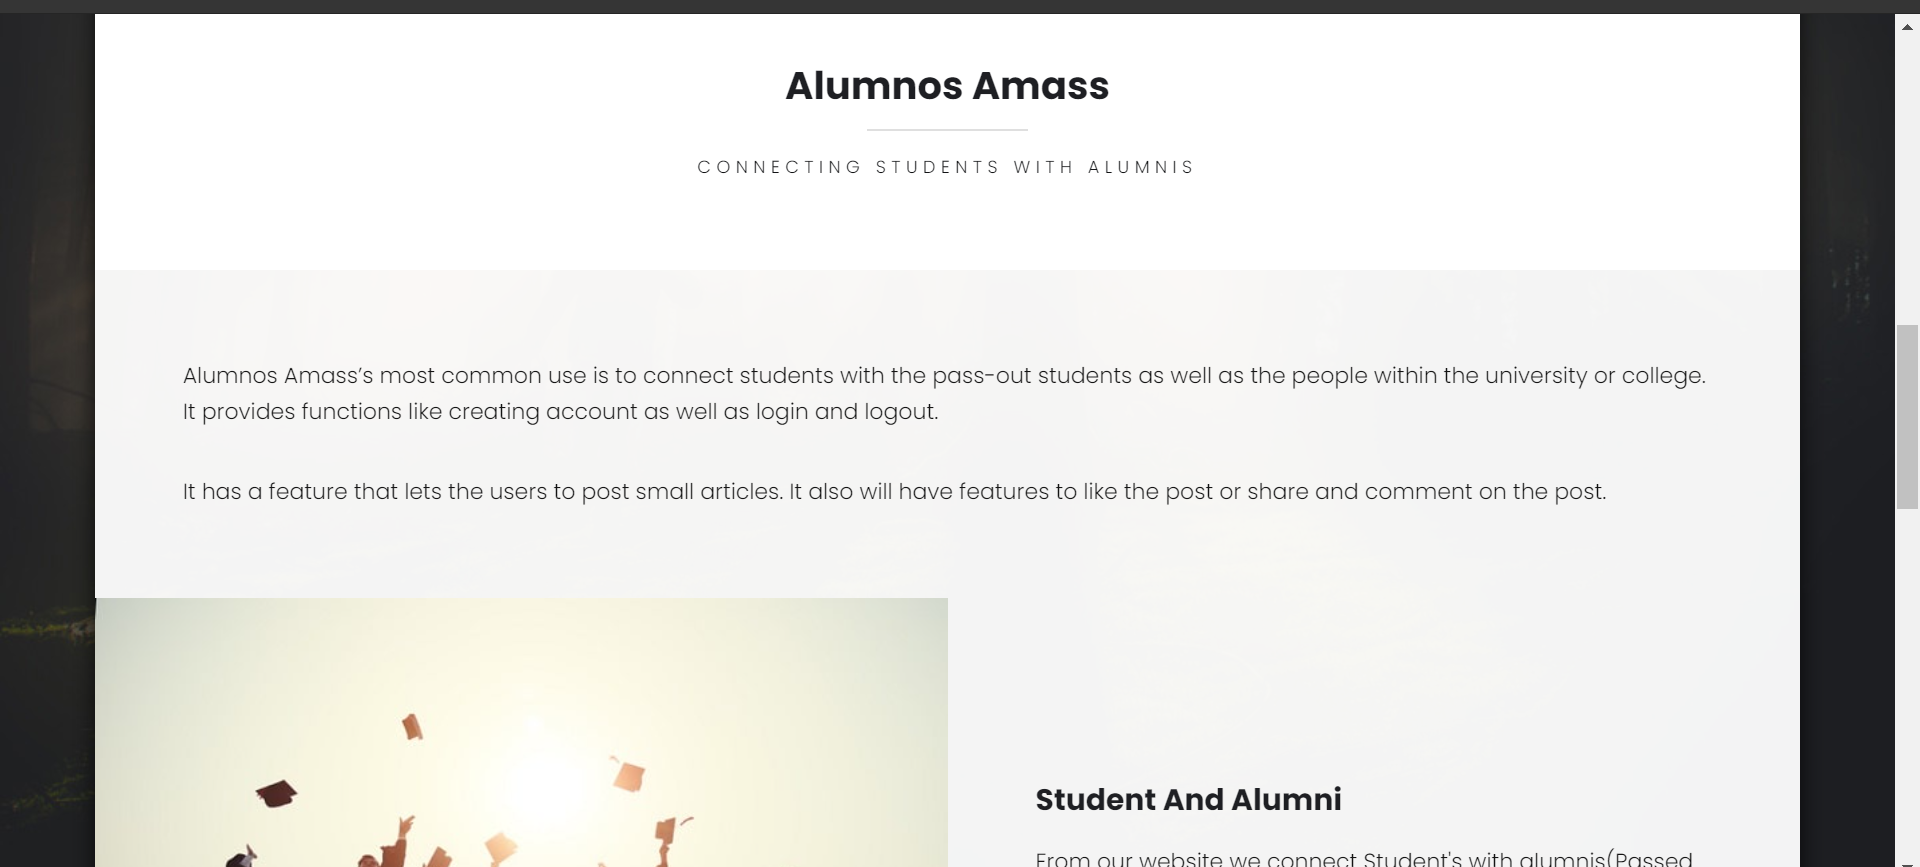 Alumnos Amass
CONNECTING STUDENTS WITH ALUMNIS
Alumnos Amass’s most common use is to connect students with the pass-out students as well as the people within the university or college.
It provides functions like creating account as well as login and logout.
It has a feature that lets the users to post small articles. It also will have features to like the post or share and comment on the post.
Student And Alumni
From our website we connect Student's with alumnis(Passed